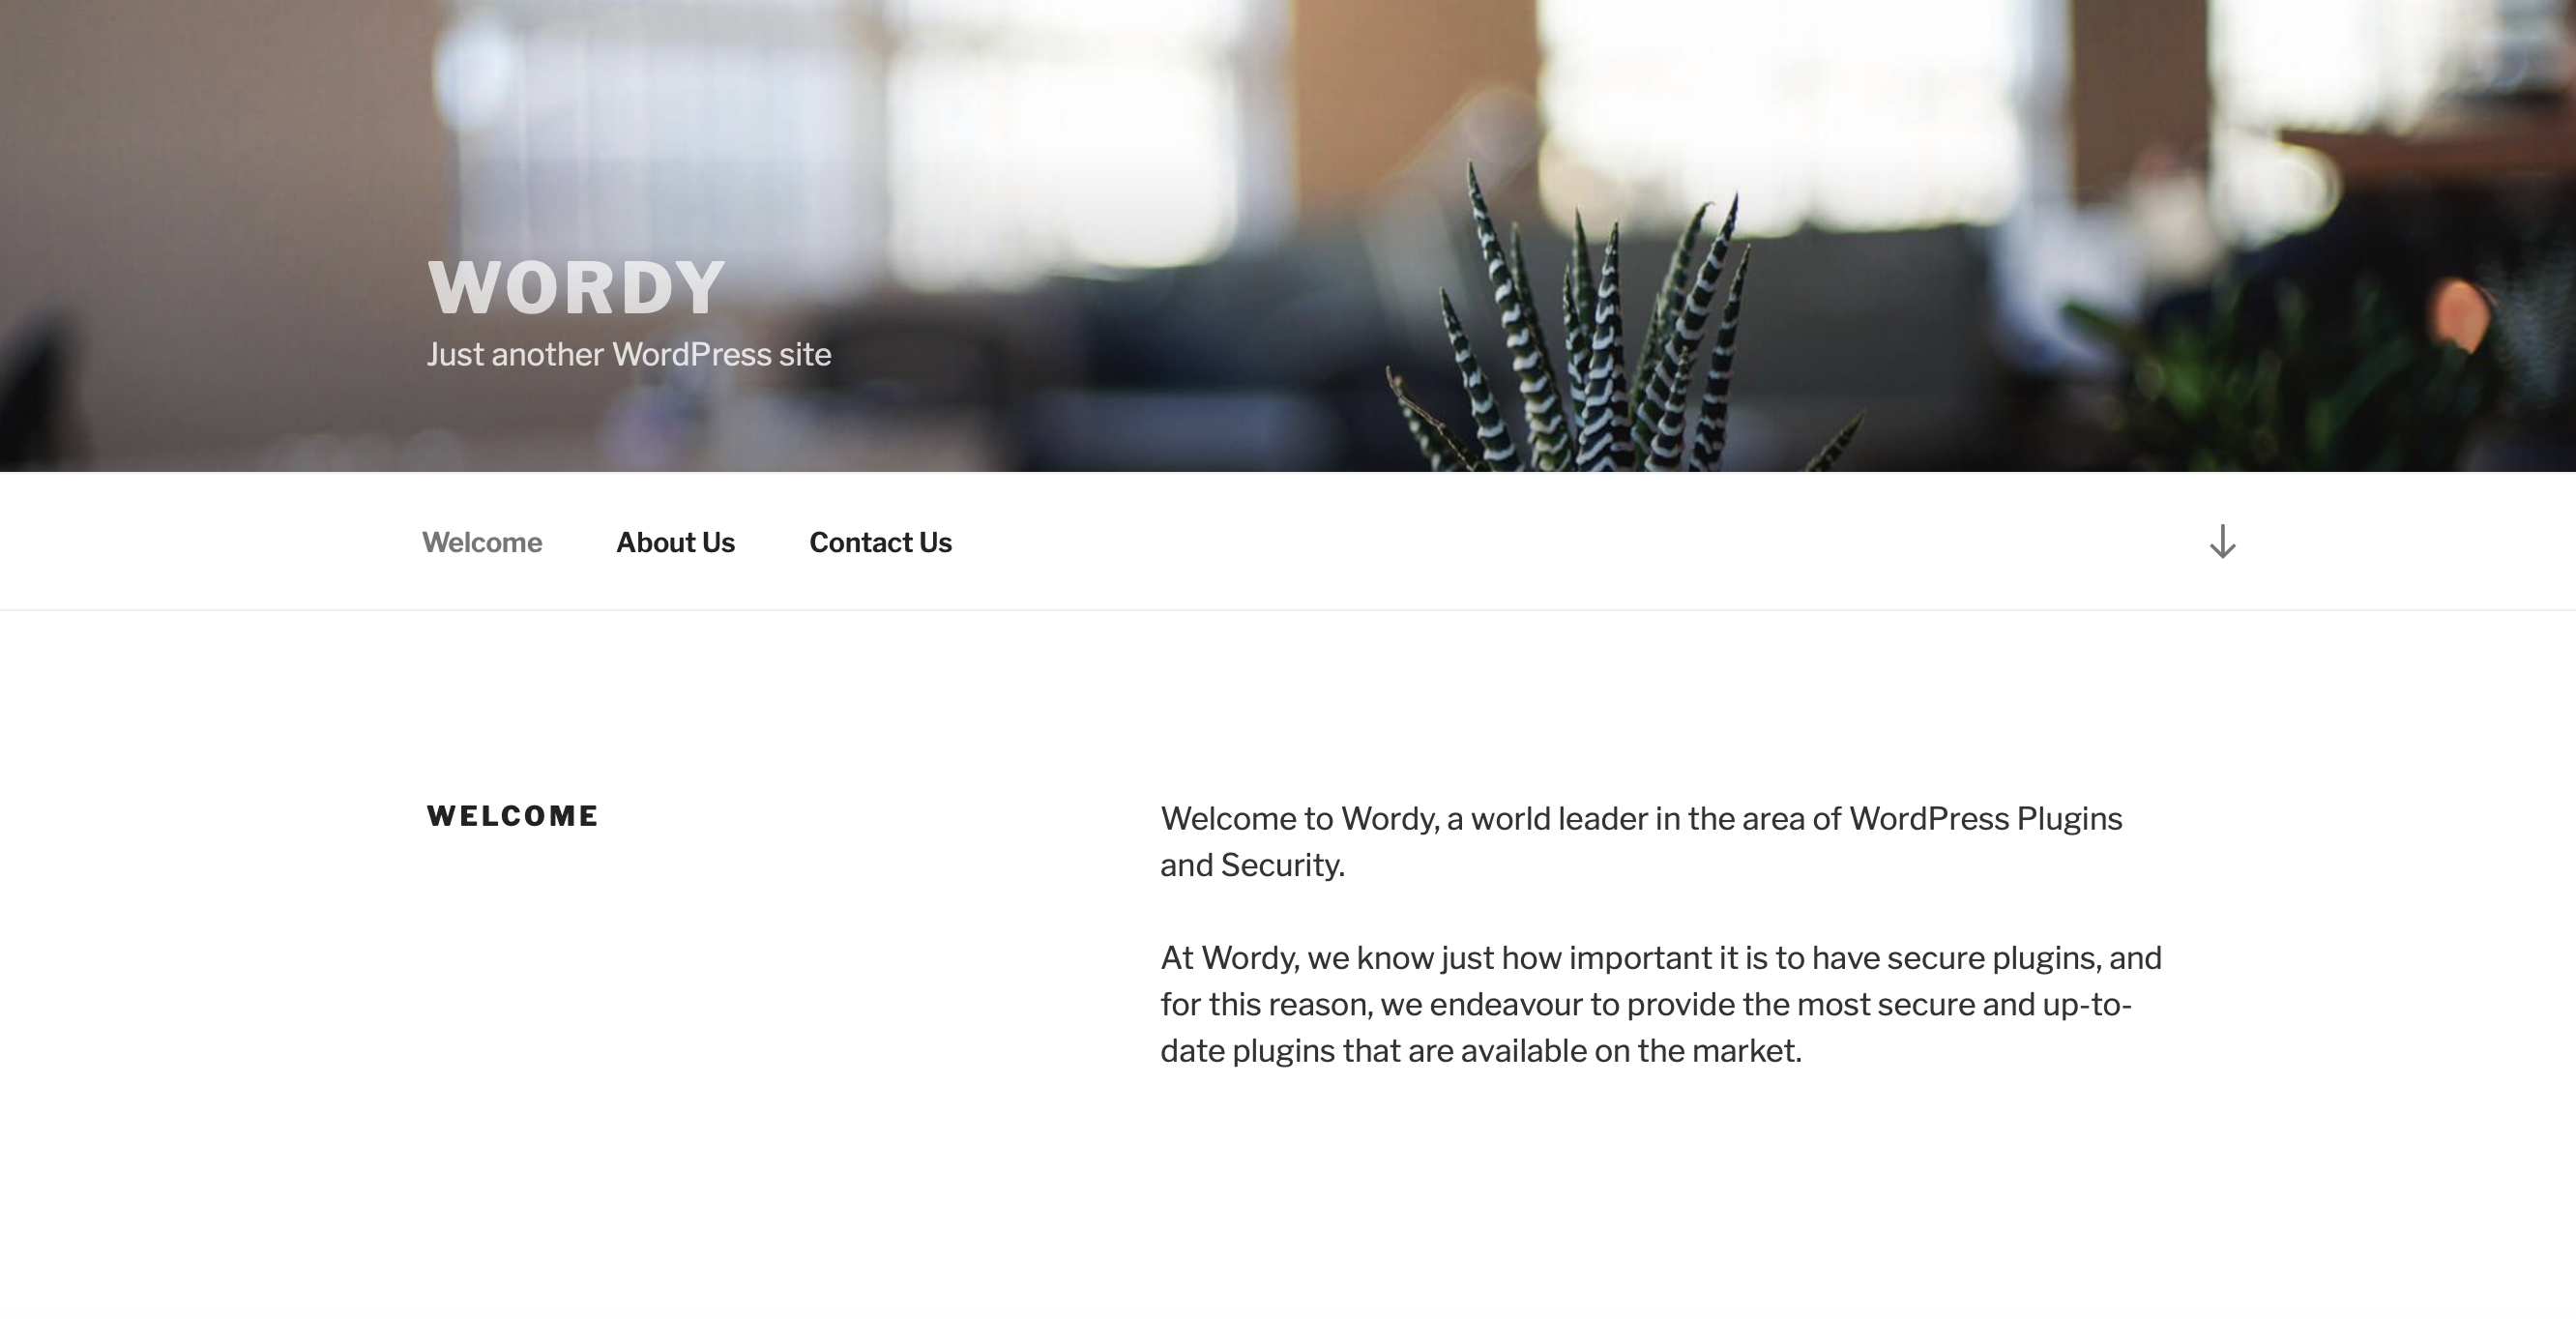 WORDY
Just another WordPress site
Welcome About Us Contact Us
WELCOME
Welcome to Wordy, a world leader in the area of WordPress Plugins
and Security.
At Wordy, we know just how important it is to have secure plugins, and
for this reason, we endeavour to provide the most secure and up-to-
date plugins that are available on the market.